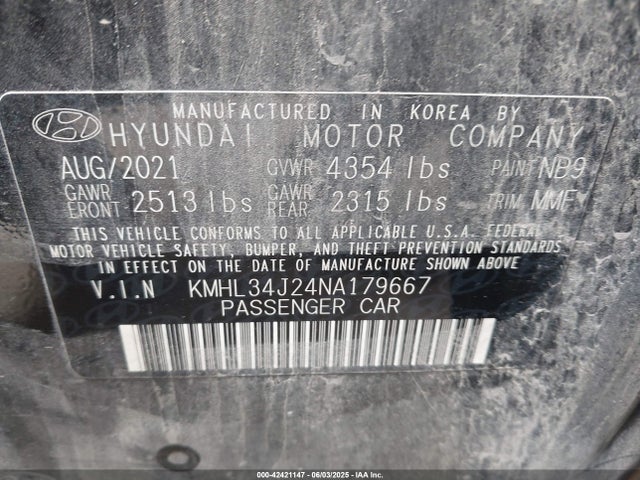 MANUFACTURED IN KOREA BY
HYUNDAI MOTOR COMPANY
AUG/2021 GVWR 4354 lbs PAINT NB9
GAWR FRONT 2513 lbs GAWR REAR 2315 lbs TRIM MMF
THIS VEHICLE CONFORMS TO ALL APPLICABLE U.S.A. FEDERAL
MOTOR VEHICLE SAFETY, BUMPER, AND THEFT PREVENTION STANDARDS
IN EFFECT ON THE DATE OF MANUFACTURE SHOWN ABOVE
V.I.N KMHL34J24NA179667
PASSENGER CAR
000-42421147 - 06/03/2025 - IAA Inc.